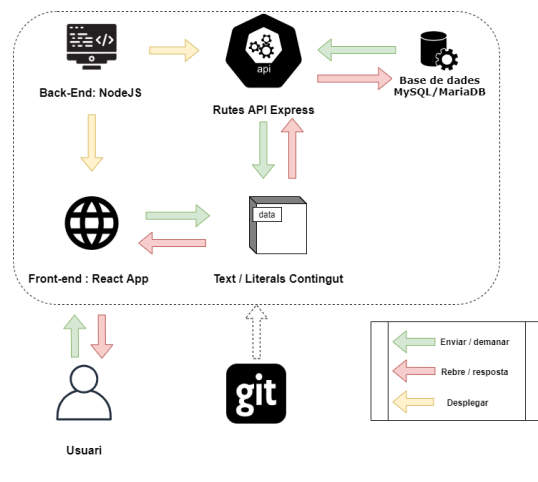 api
Back-End: NodeJS
Base de dades
MySQL/MariaDB
Rutes API Express
data
Front-end : React App
Text / Literals Contingut
Enviar / demanar
Rebre / resposta
Desplegar
git
Usuari